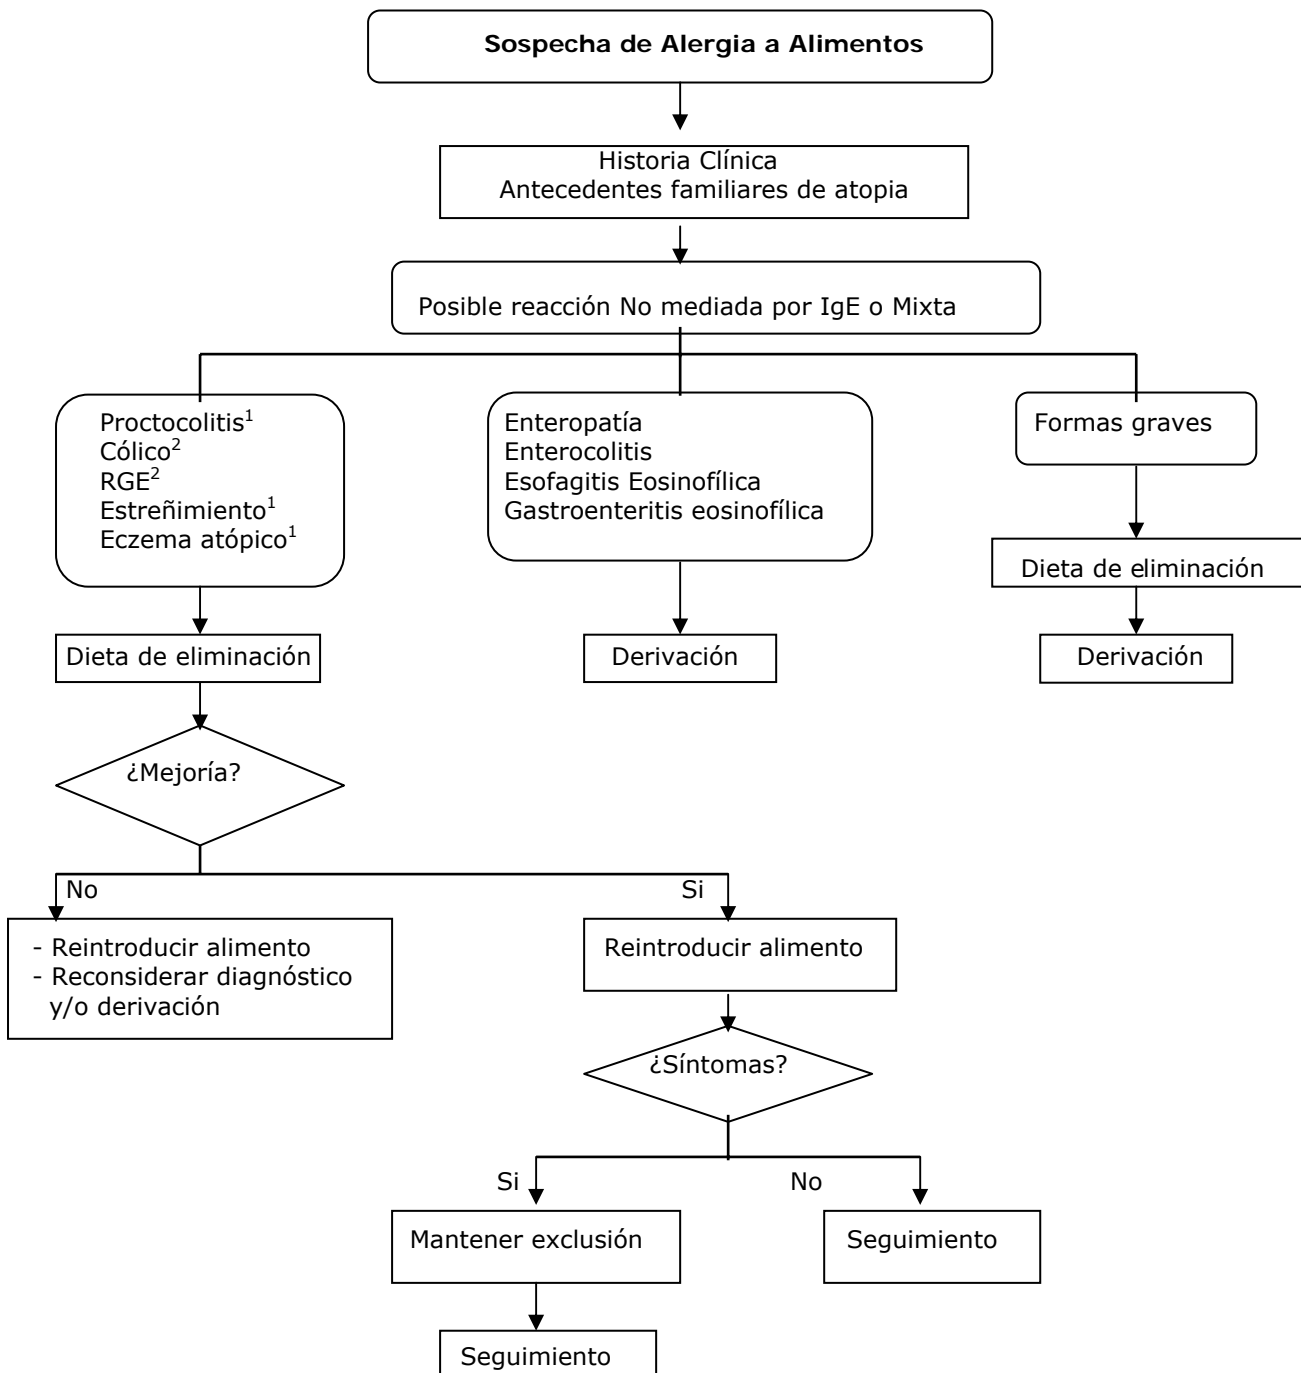 Sospecha de Alergia a Alimentos
Historia Clínica
Antecedentes familiares de atopia
Posible reacción No mediada por IgE o Mixta
Proctocolitis¹
Cólico²
RGE²
Estreñimiento¹
Eczema atópico¹
Enteropatía
Enterocolitis
Esofagitis Eosinofílica
Gastroenteritis eosinofílica
Formas graves
Dieta de eliminación
Derivación
Dieta de eliminación
Derivación
¿Mejoría?
No
Si
- Reintroducir alimento
- Reconsiderar diagnóstico
y/o derivación
Reintroducir alimento
¿Síntomas?
Si
No
Mantener exclusión
Seguimiento
Seguimiento